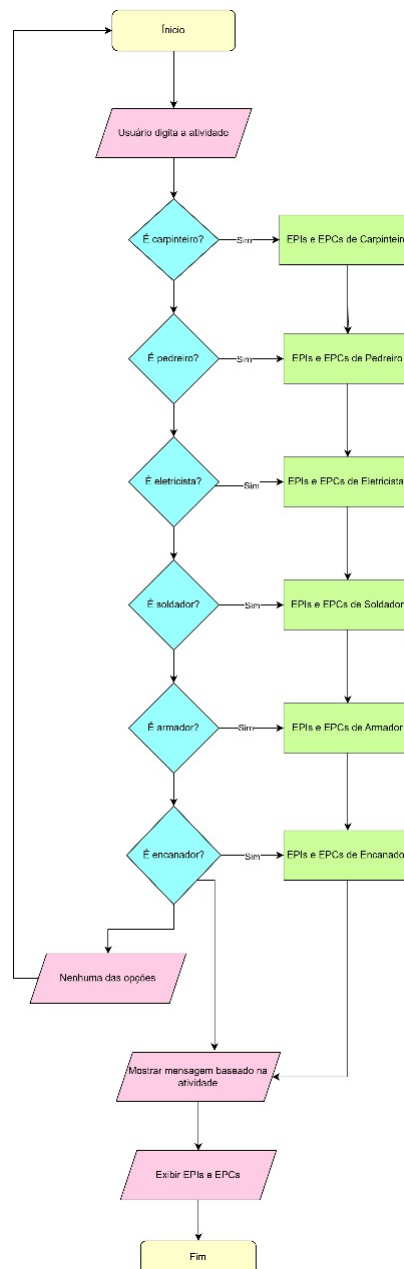 Ínicio
Usuário digita a atividade
É carpinteiro?
Sim
EPIs e EPCs de Carpinteiro
É pedreiro?
Sim
EPIs e EPCs de Pedreiro
É eletricista?
Sim
EPIs e EPCs de Eletricista
É soldador?
Sim
EPIs e EPCs de Soldador
É armador?
Sim
EPIs e EPCs de Armador
É encanador?
Sim
EPIs e EPCs de Encanado
Nenhuma das opções
Mostrar mensagem baseado na
atividade
Exibir EPIs e EPCs
Fim